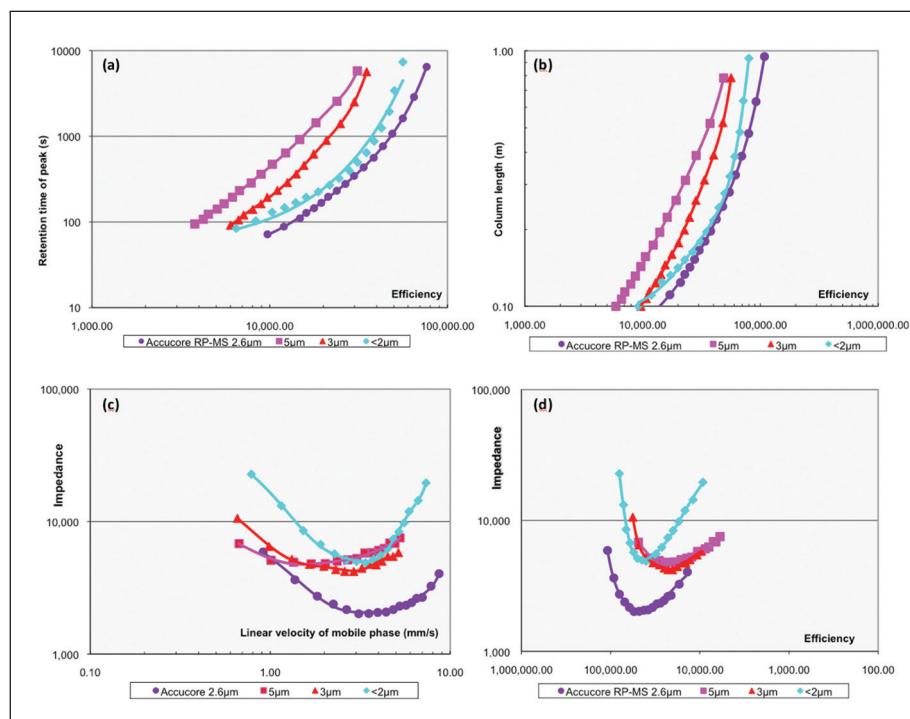 (a)
10000
1000
100
10
Retention time of peak (s)
Efficiency
1,000.00 10,000.00 100,000.00
Accucore RP-MS 2.6µm 5µm 3µm <2µm
(b)
1.00
0.10
Column length (m)
Efficiency
1,000.00 10,000.00 100,000.00 1,000,000.00
Accucore RP-MS 2.6µm 5µm 3µm <2µm
(c)
100,000
10,000
1,000
Impedance
Linear velocity of mobile phase (mm/s)
0.10 1.00 10.00
Accucore 2.6µm 5µm 3µm <2µm
(d)
100,000
10,000
1,000
Impedance
Efficiency
1,000,000.00 100,000.00 10,000.00 1,000.00 100.00
Accucore RP-MS 2.6µm 5µm 3µm <2µm